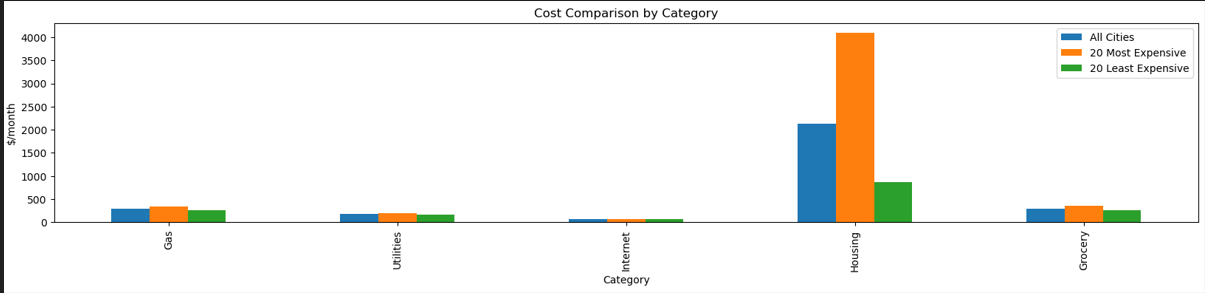 Cost Comparison by Category
All Cities
20 Most Expensive
20 Least Expensive
$/month
4000
3500
3000
2500
2000
1500
1000
500
0
Gas
Utilities
Internet
Housing
Grocery
Category